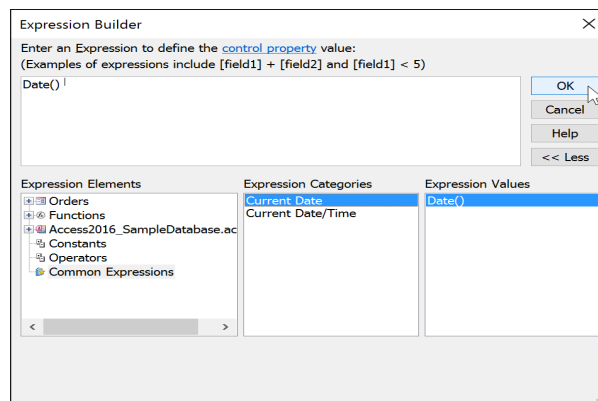 Expression Builder
Enter an Expression to define the control property value:
(Examples of expressions include [field1] + [field2] and [field1] < 5)
Date()
OK
Cancel
Help
<< Less
Expression Elements
Orders
Functions
Access2016_SampleDatabase.ac
Constants
Operators
Common Expressions
Expression Categories
Current Date
Current Date/Time
Expression Values
Date()